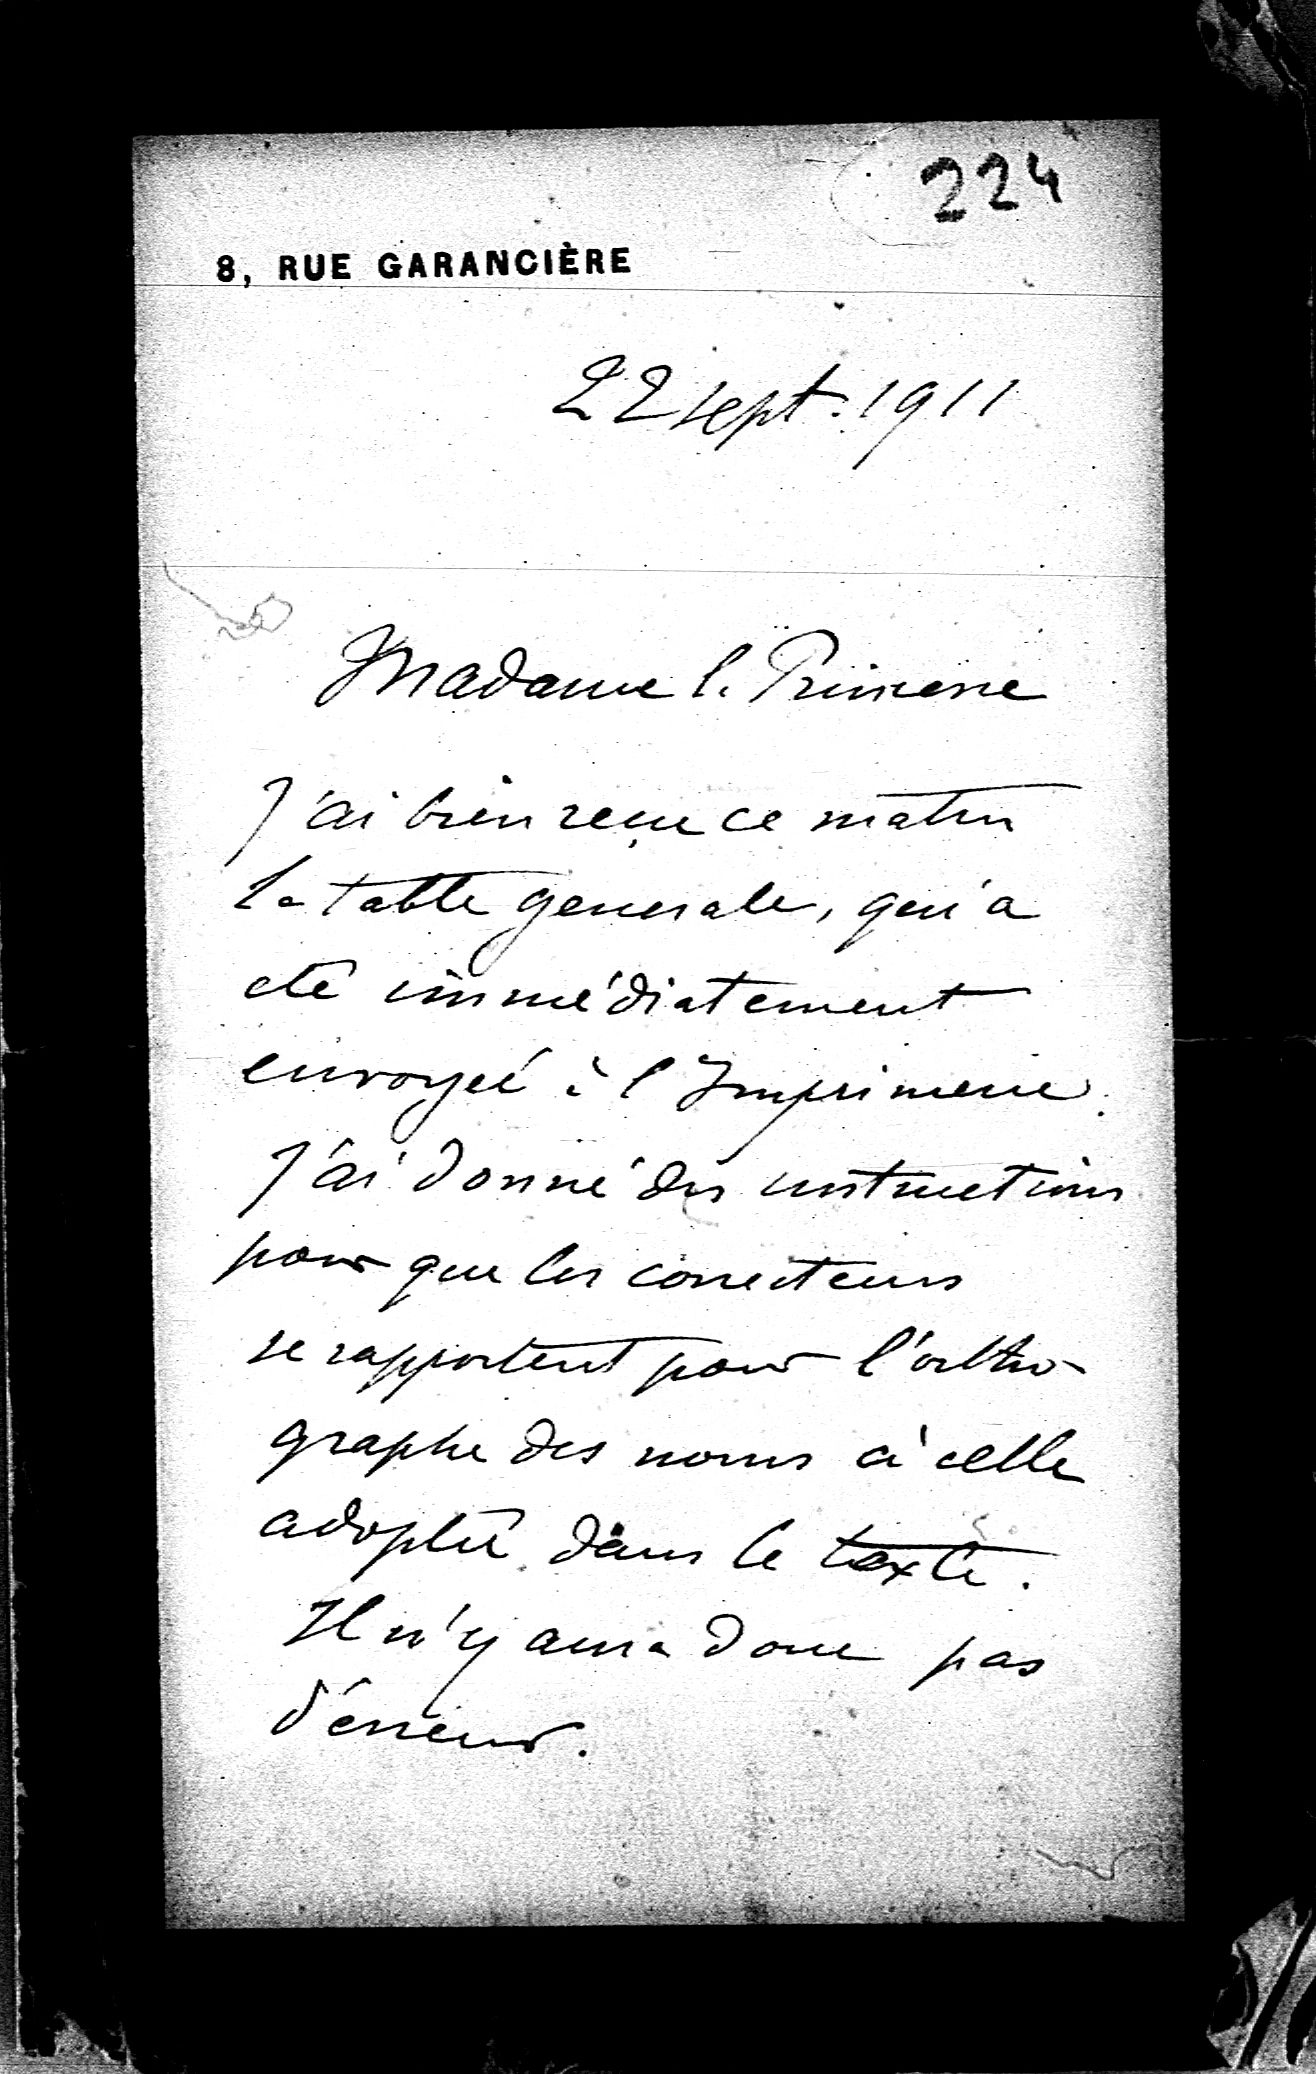 224
8, RUE GARANCIÈRE
22 sept. 1911
Madame la Princesse
J'ai bien reçu ce matin
la table generale, qui a
été immédiatement
envoyée à l'Imprimerie.
J'ai donné des instructions
pour que les correcteurs
se rapportent pour l'ortho-
graphe des noms à celle
adoptée dans le texte.
Il n'y aura donc pas
d'erreur.